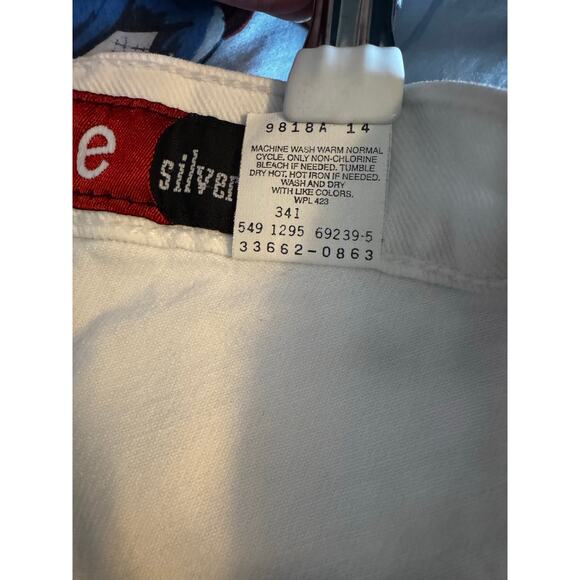 e
silver
9818A 14
MACHINE WASH WARM NORMAL
CYCLE. ONLY NON-CHLORINE
BLEACH IF NEEDED. TUMBLE
DRY HOT. HOT IRON IF NEEDED.
WASH AND DRY
WITH LIKE COLORS.
WPL 423
341
549 1295 69239-5
33662-0863